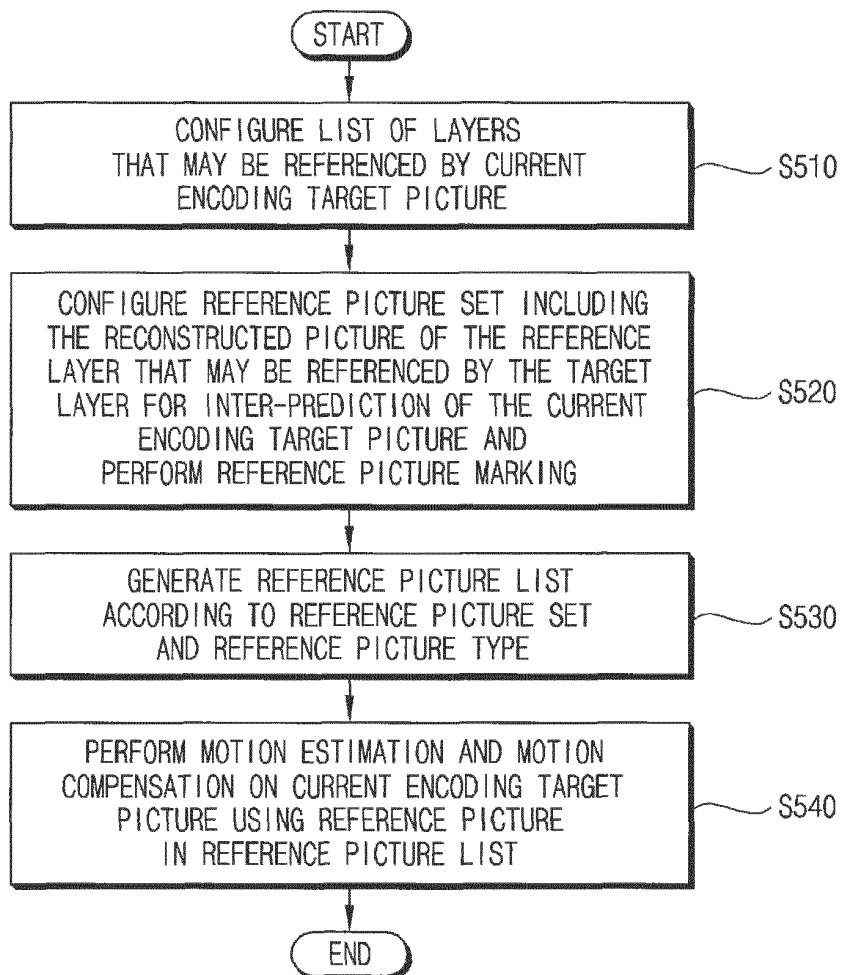 START
CONFIGURE LIST OF LAYERS
THAT MAY BE REFERENCED BY CURRENT
ENCODING TARGET PICTURE
S510
CONFIGURE REFERENCE PICTURE SET INCLUDING
THE RECONSTRUCTED PICTURE OF THE REFERENCE
LAYER THAT MAY BE REFERENCED BY THE TARGET
LAYER FOR INTER-PREDICTION OF THE CURRENT
ENCODING TARGET PICTURE AND
PERFORM REFERENCE PICTURE MARKING
S520
GENERATE REFERENCE PICTURE LIST
ACCORDING TO REFERENCE PICTURE SET
AND REFERENCE PICTURE TYPE
S530
PERFORM MOTION ESTIMATION AND MOTION
COMPENSATION ON CURRENT ENCODING TARGET
PICTURE USING REFERENCE PICTURE
IN REFERENCE PICTURE LIST
S540
END